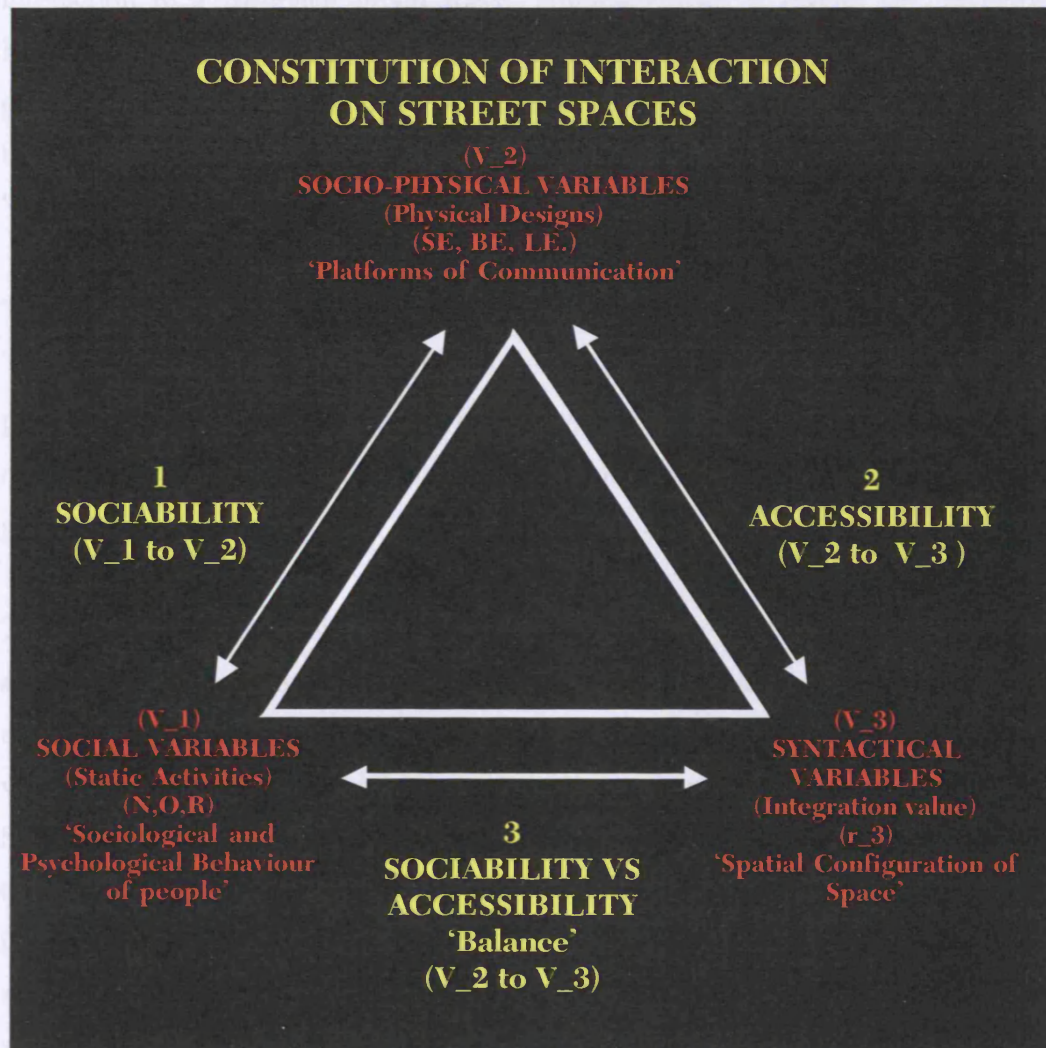 CONSTITUTION OF INTERACTION
ON STREET SPACES
(V_2)
SOCIO-PHYSICAL VARIABLES
(Physical Designs)
(SE, BE, LE.)
‘Platforms of Communication’
1
SOCIABILITY
(V_1 to V_2)
2
ACCESSIBILITY
(V_2 to V_3 )
(V_1)
SOCIAL VARIABLES
(Static Activities)
(N,O,R)
‘Sociological and
Psychological Behaviour
of people’
(V_3)
SYNTACTICAL
VARIABLES
(Integration value)
(r_3)
‘Spatial Configuration of
Space’
3
SOCIABILITY VS
ACCESSIBILITY
‘Balance’
(V_2 to V_3)